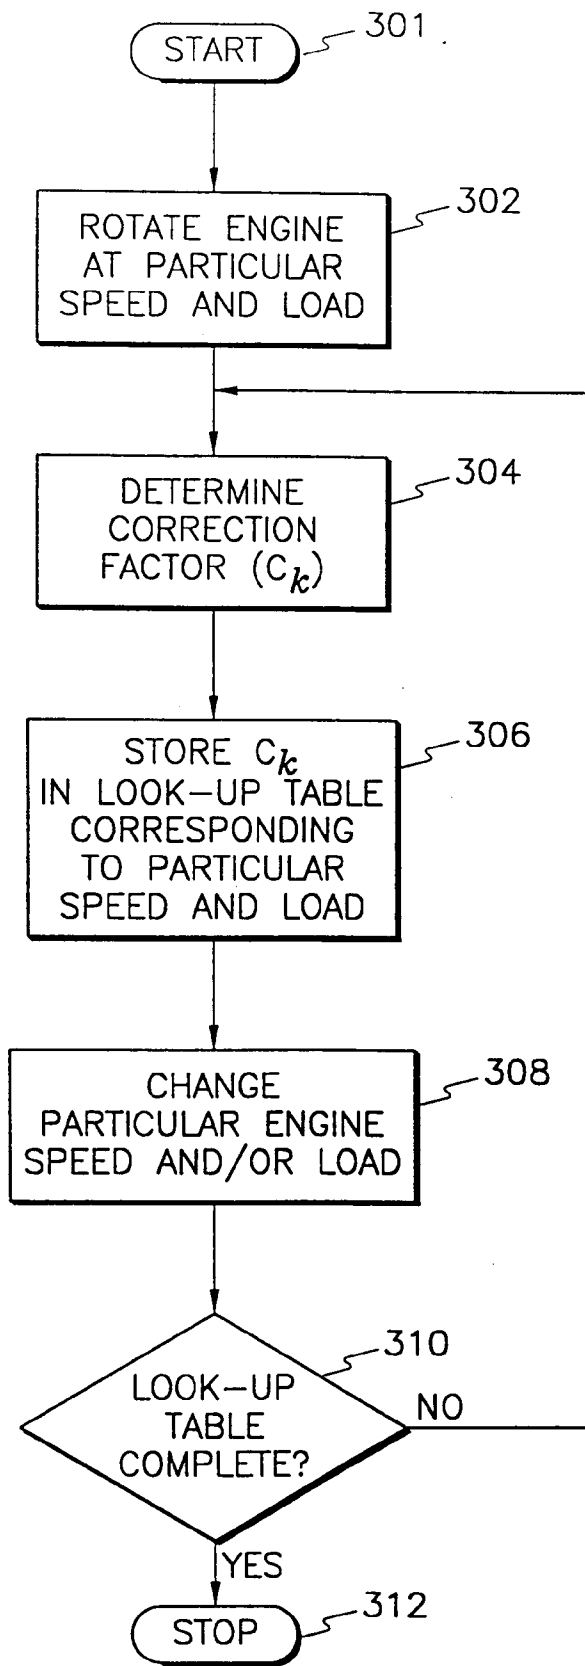 START
301
302
ROTATE ENGINE
AT PARTICULAR
SPEED AND LOAD
304
DETERMINE
CORRECTION
FACTOR (Ck)
306
STORE Ck
IN LOOK-UP TABLE
CORRESPONDING
TO PARTICULAR
SPEED AND LOAD
308
CHANGE
PARTICULAR ENGINE
SPEED AND/OR LOAD
310
LOOK-UP
TABLE
COMPLETE?
NO
YES
STOP
312